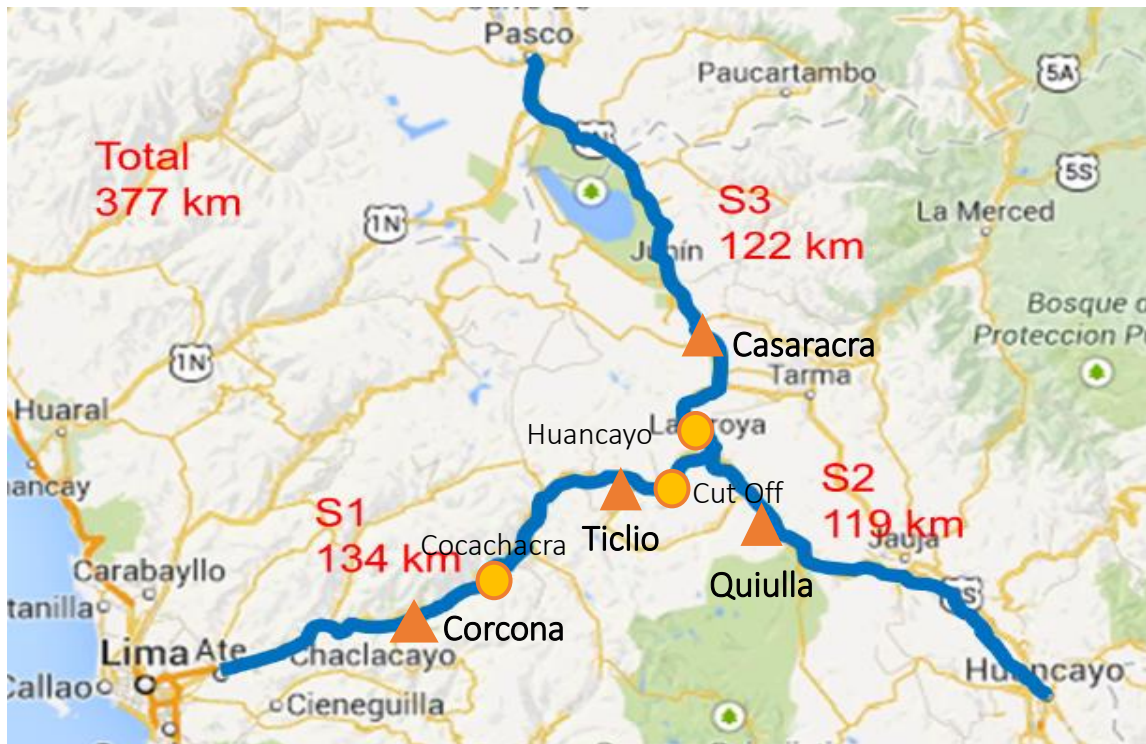 Pasco
Paucartambo
5A
Total
377 km
5S
S3
122 km
La Merced
1N
Junín
Bosque d
Proteccion P
Casaracra
1N
Tarma
Huaral
Huancayo
La Oroya
ancay
S1
134 km
Cut Off
S2
119 km
Ticlio
Cocachacra
Jauja
Carabayllo
Quiulla
tanilla
Corcona
Lima
Ate
Chaclacayo
Huancayo
Callao
Cieneguilla